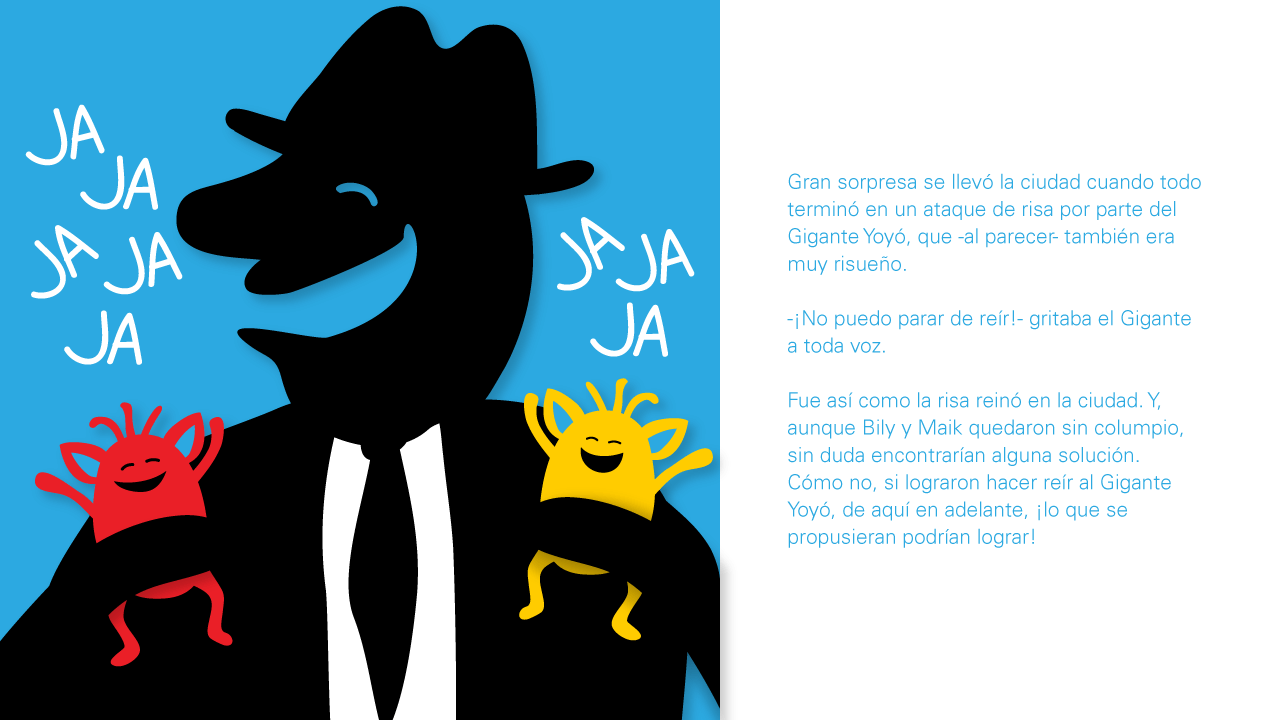 JA
JA
JA
JA
JA
JA
JA
JA
Gran sorpresa se llevó la ciudad cuando todo
terminó en un ataque de risa por parte del
Gigante Yoyó, que -al parecer- también era
muy risueño.
-¡No puedo parar de reír!- gritaba el Gigante
a toda voz.
Fue así como la risa reinó en la ciudad. Y,
aunque Bily y Maik quedaron sin columpio,
sin duda encontrarían alguna solución.
Cómo no, si lograron hacer reír al Gigante
Yoyó, de aquí en adelante, ¡lo que se
propusieran podrían lograr!